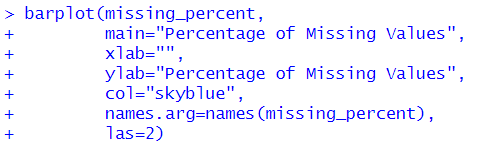 > barplot(missing_percent,
+         main="Percentage of Missing Values",
+         xlab="",
+         ylab="Percentage of Missing Values",
+         col="skyblue",
+         names.arg=names(missing_percent),
+         las=2)